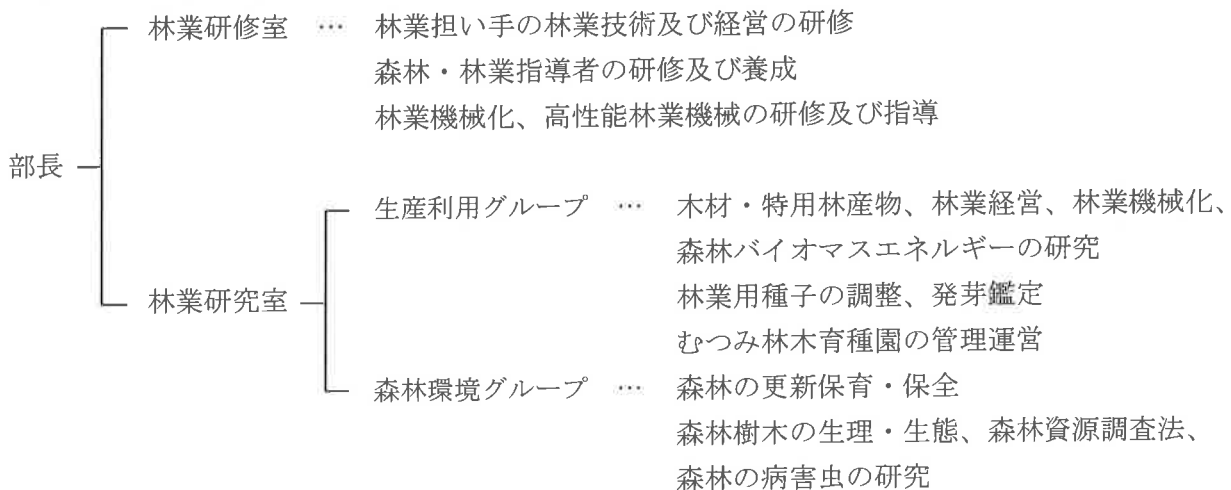 林業研修室 … 林業担い手の林業技術及び経営の研修
森林・林業指導者の研修及び養成
林業機械化、高性能林業機械の研修及び指導
部長
生産利用グループ … 木材・特用林産物、林業経営、林業機械化、
森林バイオマスエネルギーの研究
林業研究室
林業用種子の調整、発芽鑑定
むつみ林木育種園の管理運営
森林環境グループ … 森林の更新保育・保全
森林樹木の生理・生態、森林資源調査法、
森林の病害虫の研究